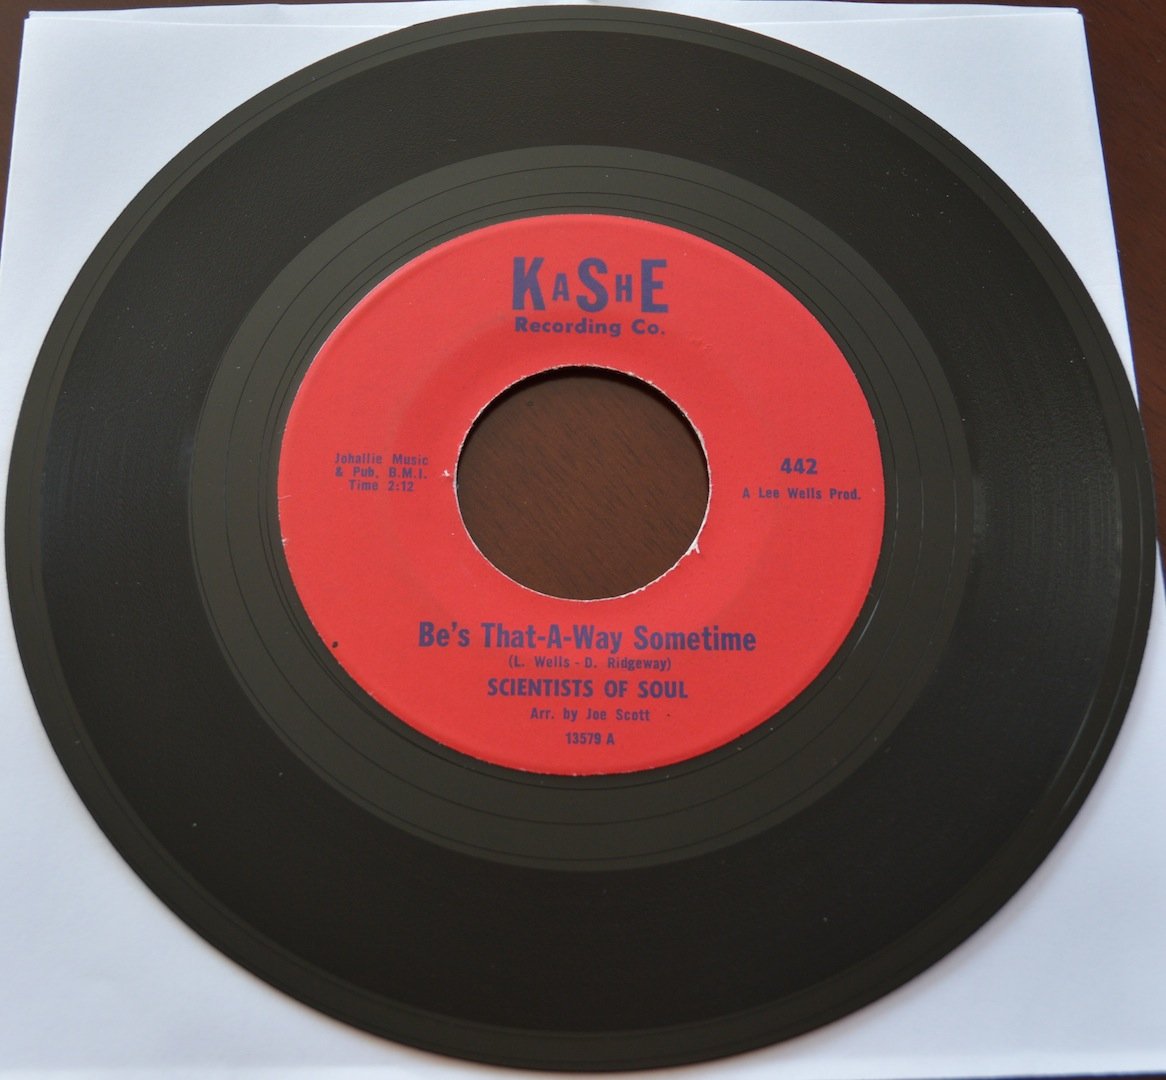 KASHE
Recording Co.
Johallie Music
& Pub. B.M.I.
Time 2:12
442
A Lee Wells Prod.
Be's That-A-Way Sometime
(L. Wells - D. Ridgeway)
SCIENTISTS OF SOUL
Arr. by Joe Scott
13579 A